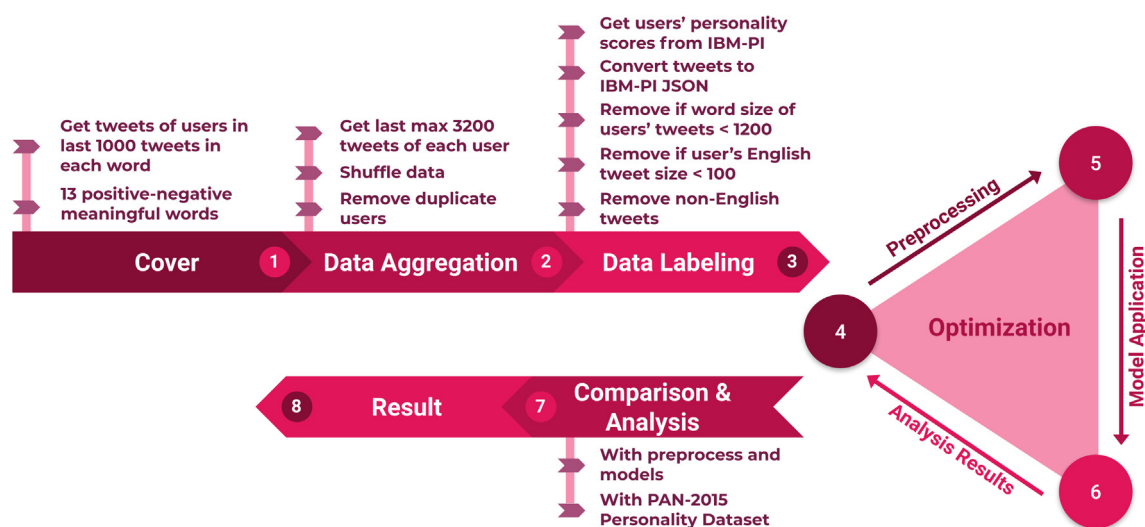 Get tweets of users in
last 1000 tweets in
each word
13 positive-negative
meaningful words
Get last max 3200
tweets of each user
Shuffle data
Remove duplicate
users
Get users' personality
scores from IBM-PI
Convert tweets to
IBM-PI JSON
Remove if word size of
users' tweets < 1200
Remove if user's English
tweet size < 100
Remove non-English
tweets
Cover
1
Data Aggregation
2
Data Labeling
3
4
Preprocessing
5
Optimization
Model Application
6
Analysis Results
Comparison &
Analysis
7
Result
8
With preprocess and
models
With PAN-2015
Personality Dataset